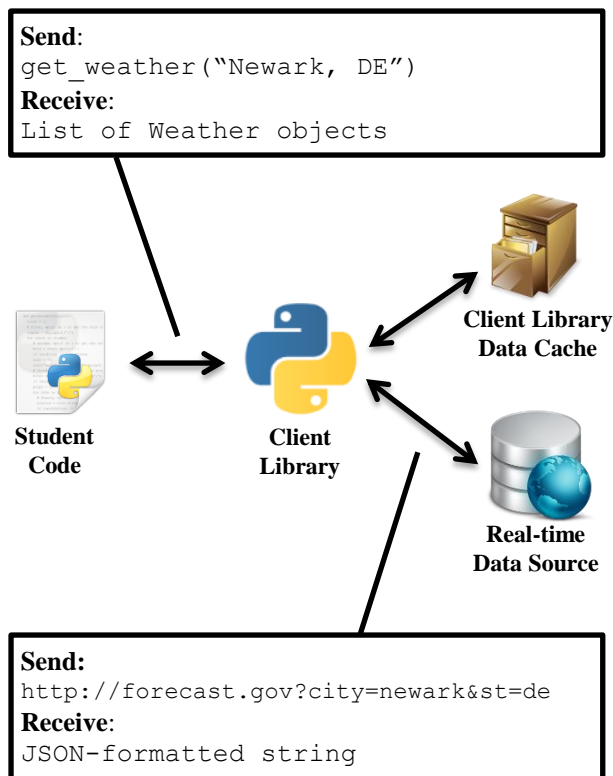 Send:
get_weather(“Newark, DE”)
Receive:
List of Weather objects
Client Library
Data Cache
Student
Code
Client
Library
Real-time
Data Source
Send:
http://forecast.gov?city=newark&st=de
Receive:
JSON-formatted string